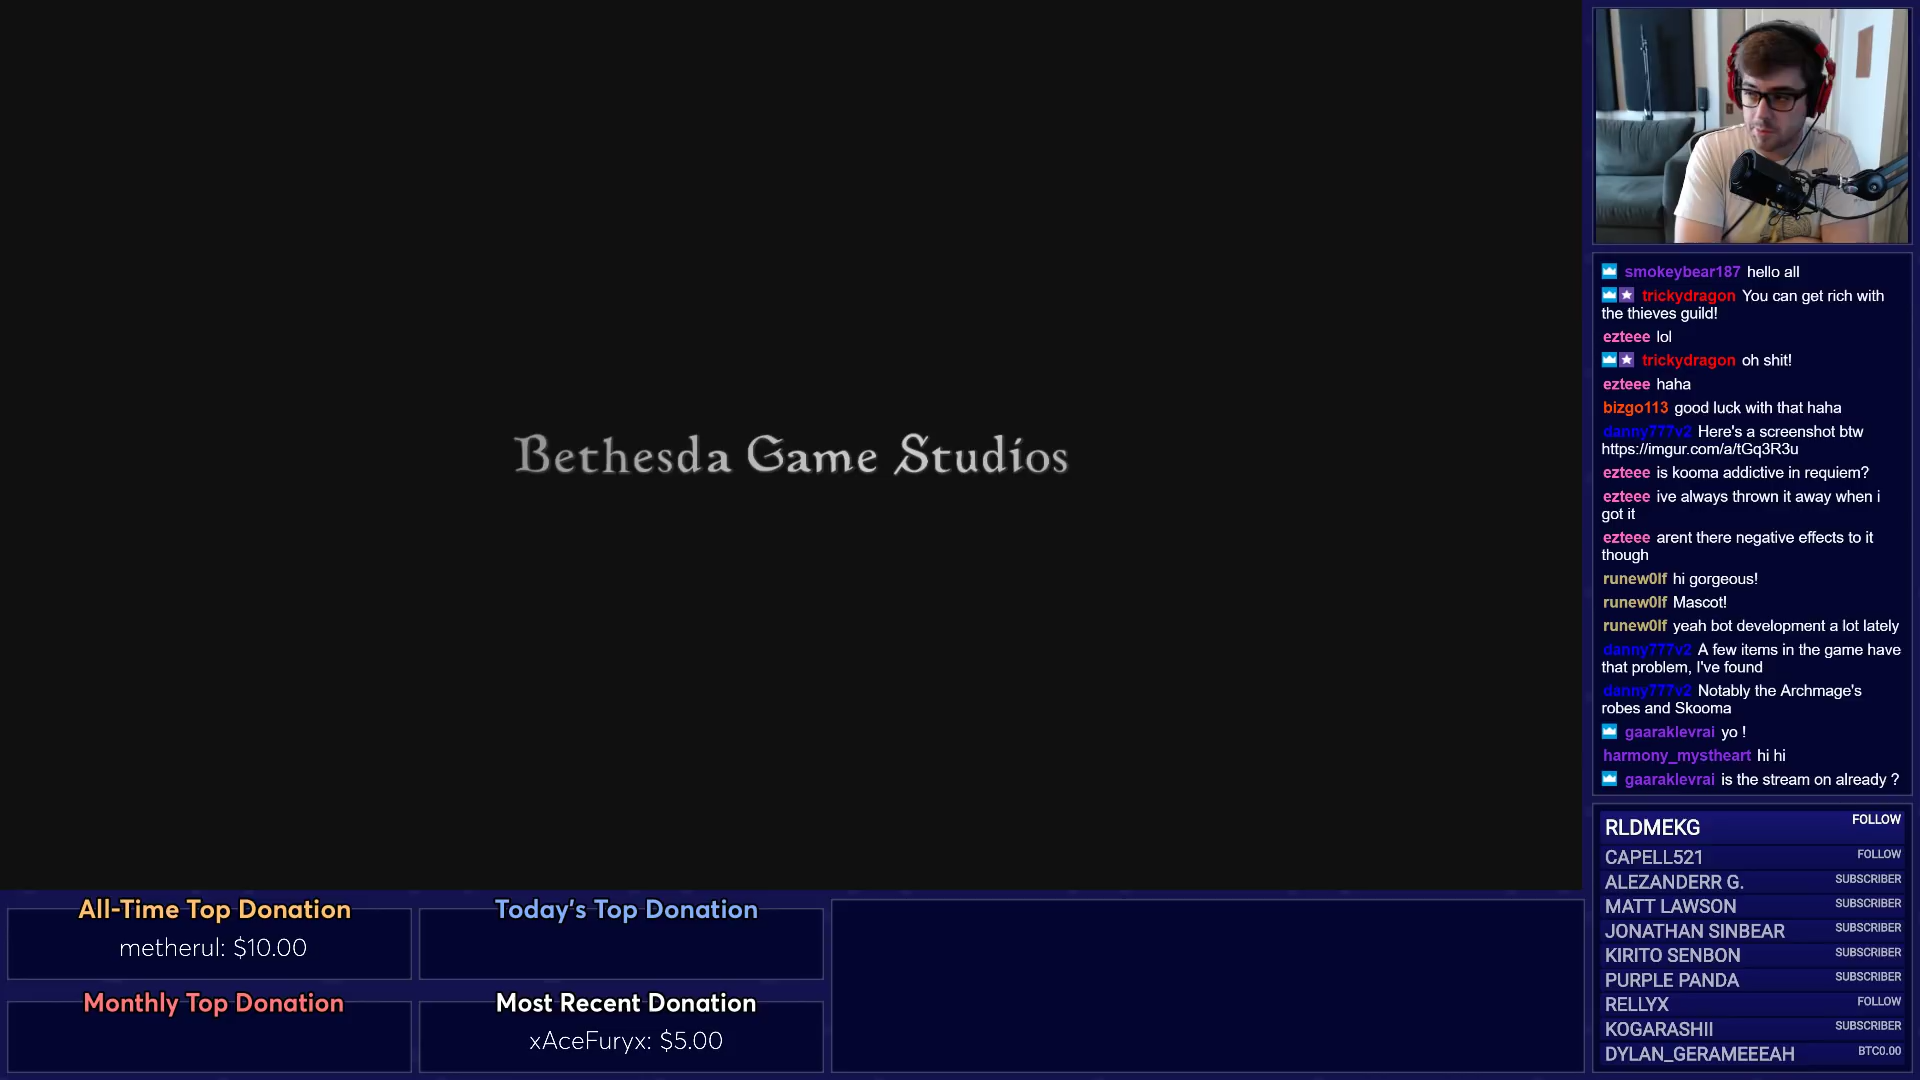 Bethesda Game Studios
smokeybear187 hello all
trickydragon You can get rich with
the thieves guild!
ezteee lol
trickydragon oh shit!
ezteee haha
bizgo113 good luck with that haha
danny777v2 Here's a screenshot btw
https://imgur.com/a/tGq3R3u
ezteee is kooma addictive in requiem?
ezteee ive always thrown it away when i
got it
ezteee arent there negative effects to it
though
runew0lf hi gorgeous!
runew0lf Mascot!
runew0lf yeah bot development a lot lately
danny777v2 A few items in the game have
that problem, I've found
danny777v2 Notably the Archmage's
robes and Skooma
gaaraklevrai yo !
harmony_mystheart hi hi
gaaraklevrai is the stream on already ?
RLDMEKG FOLLOW
CAPELL521 FOLLOW
ALEZANDERR G. SUBSCRIBER
MATT LAWSON SUBSCRIBER
JONATHAN SINBEAR SUBSCRIBER
KIRITO SENBON SUBSCRIBER
PURPLE PANDA SUBSCRIBER
RELLYX FOLLOW
KOGARASHII SUBSCRIBER
DYLAN_GERAMEEEAH BTC0.00
All-Time Top Donation
metherul: $10.00
Today's Top Donation
Monthly Top Donation
Most Recent Donation
xAceFuryx: $5.00